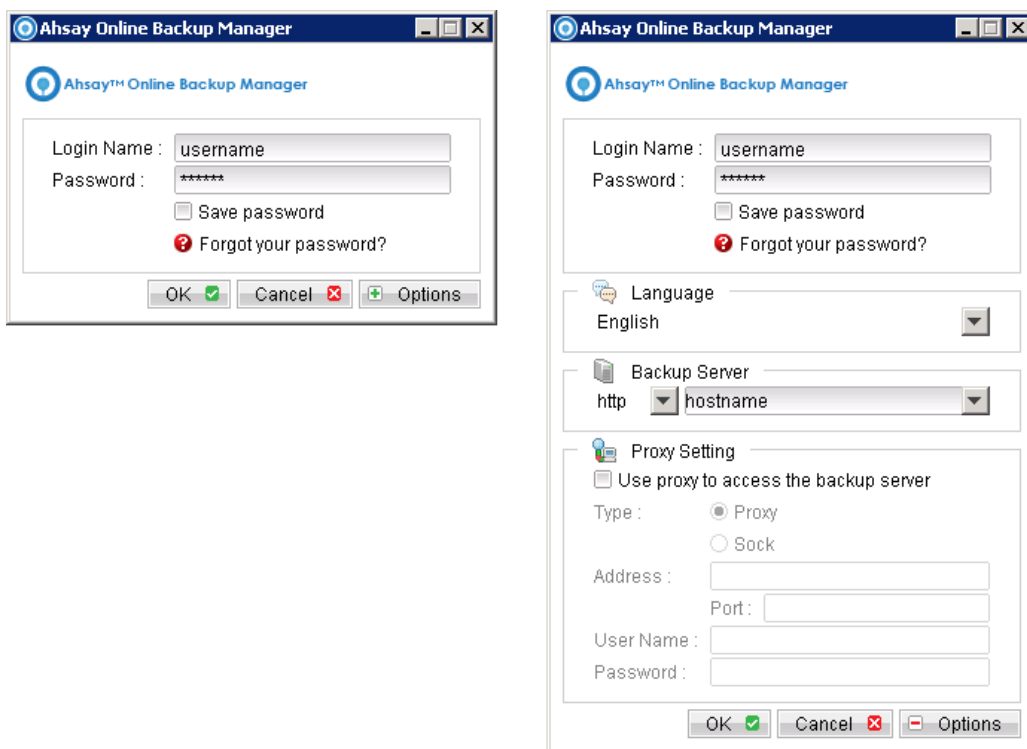 Ahsay Online Backup Manager
Ahsay™ Online Backup Manager
Login Name : username
Password : ******
Save password
Forgot your password?
OK Cancel Options
Ahsay Online Backup Manager
Ahsay™ Online Backup Manager
Login Name : username
Password : ******
Save password
Forgot your password?
Language
English
Backup Server
http hostname
Proxy Setting
Use proxy to access the backup server
Type : Proxy
Sock
Address :
Port :
User Name :
Password :
OK Cancel Options